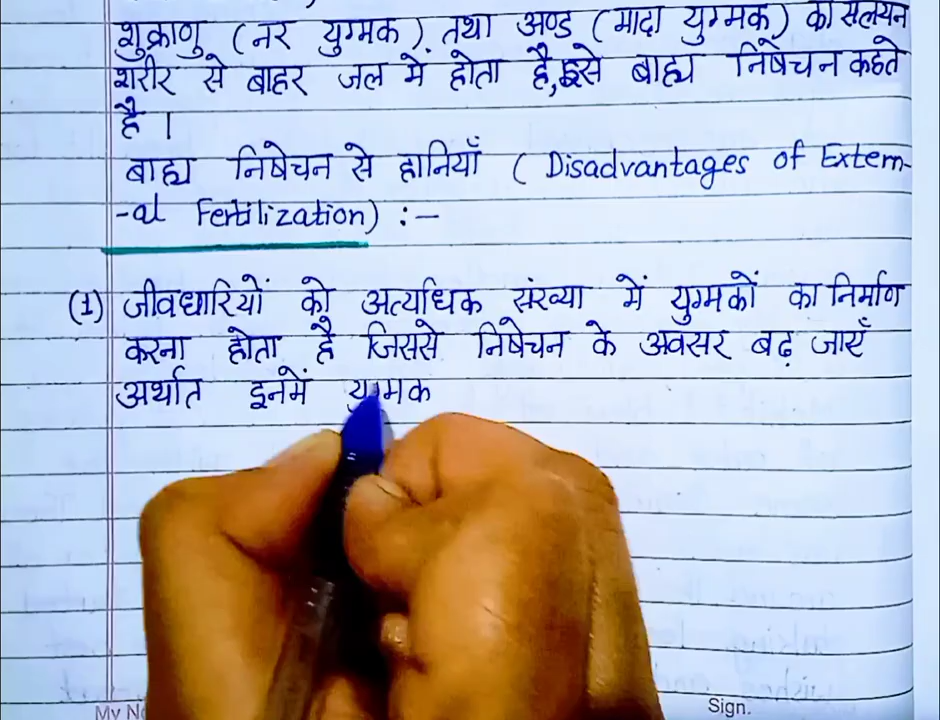 शुक्राणु (नर युग्मक) तथा अण्ड (मादा युग्मक) का संलयन
शरीर से बाहर जल में होता है, इसे बाह्य निषेचन कहते
है ।
बाह्य निषेचन से हानियाँ ( Disadvantages of Extern-
-al Fertilization) :-
(1) जीवधारियों को अत्यधिक संख्या में युग्मकों का निर्माण
करना होता है जिससे निषेचन के अवसर बढ़ जाएँ
अर्थात इनमें युग्मक
Sign.